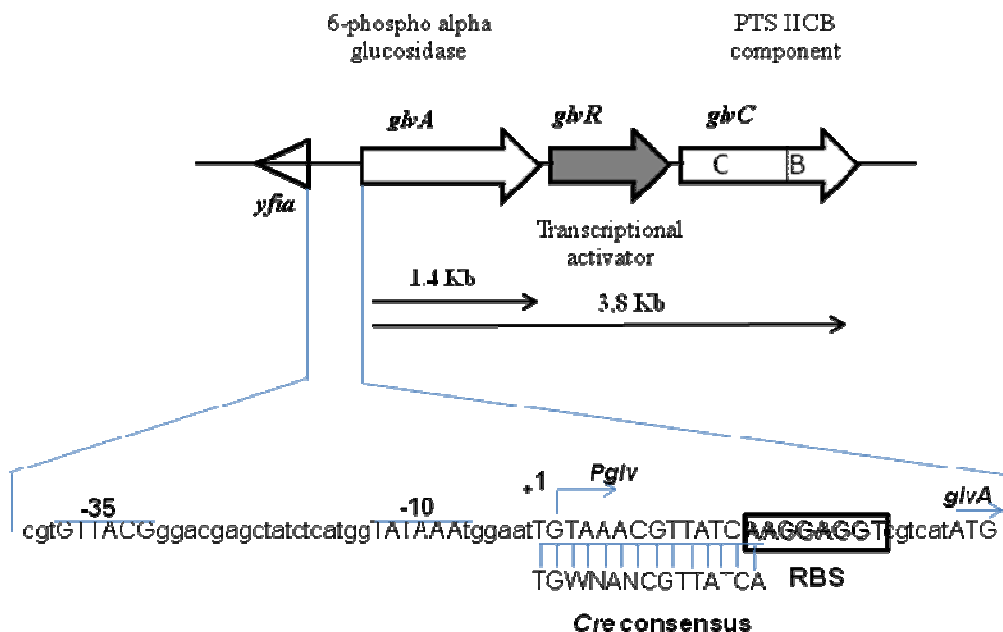 6-phospho alpha
glucosidase
PTS IICB
component
glvA
glvR
glvC
C
B
yfia
Transcriptional
activator
1.4 Kb
3.8 Kb
-35
-10
+1
Pglv
glvA
cgtGTTACGggacgagctatctcatggTATAAAtggaatTGTAAACGTTATCAAGGAGGTcgtcatATG
TGWNANCGTTATCA
RBS
Cre consensus